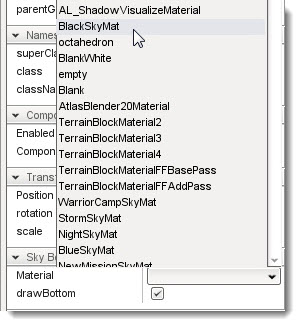 parentG
AL_ShadowVisualizeMaterial
BlackSkyMat
Names
octahedron
superCla
BlankWhite
class
empty
classNa
Blank
AtlasBlender20Material
Compo
TerrainBlockMaterial2
Enabled
TerrainBlockMaterial3
Compon
TerrainBlockMaterial4
TerrainBlockMaterialFFBasePass
Transf
TerrainBlockMaterialFFAddPass
Position
WarriorCampSkyMat
rotation
StormSkyMat
scale
NightSkyMat
BlueSkyMat
Sky Bo
NewMissionSkyMat
Material
drawBottom